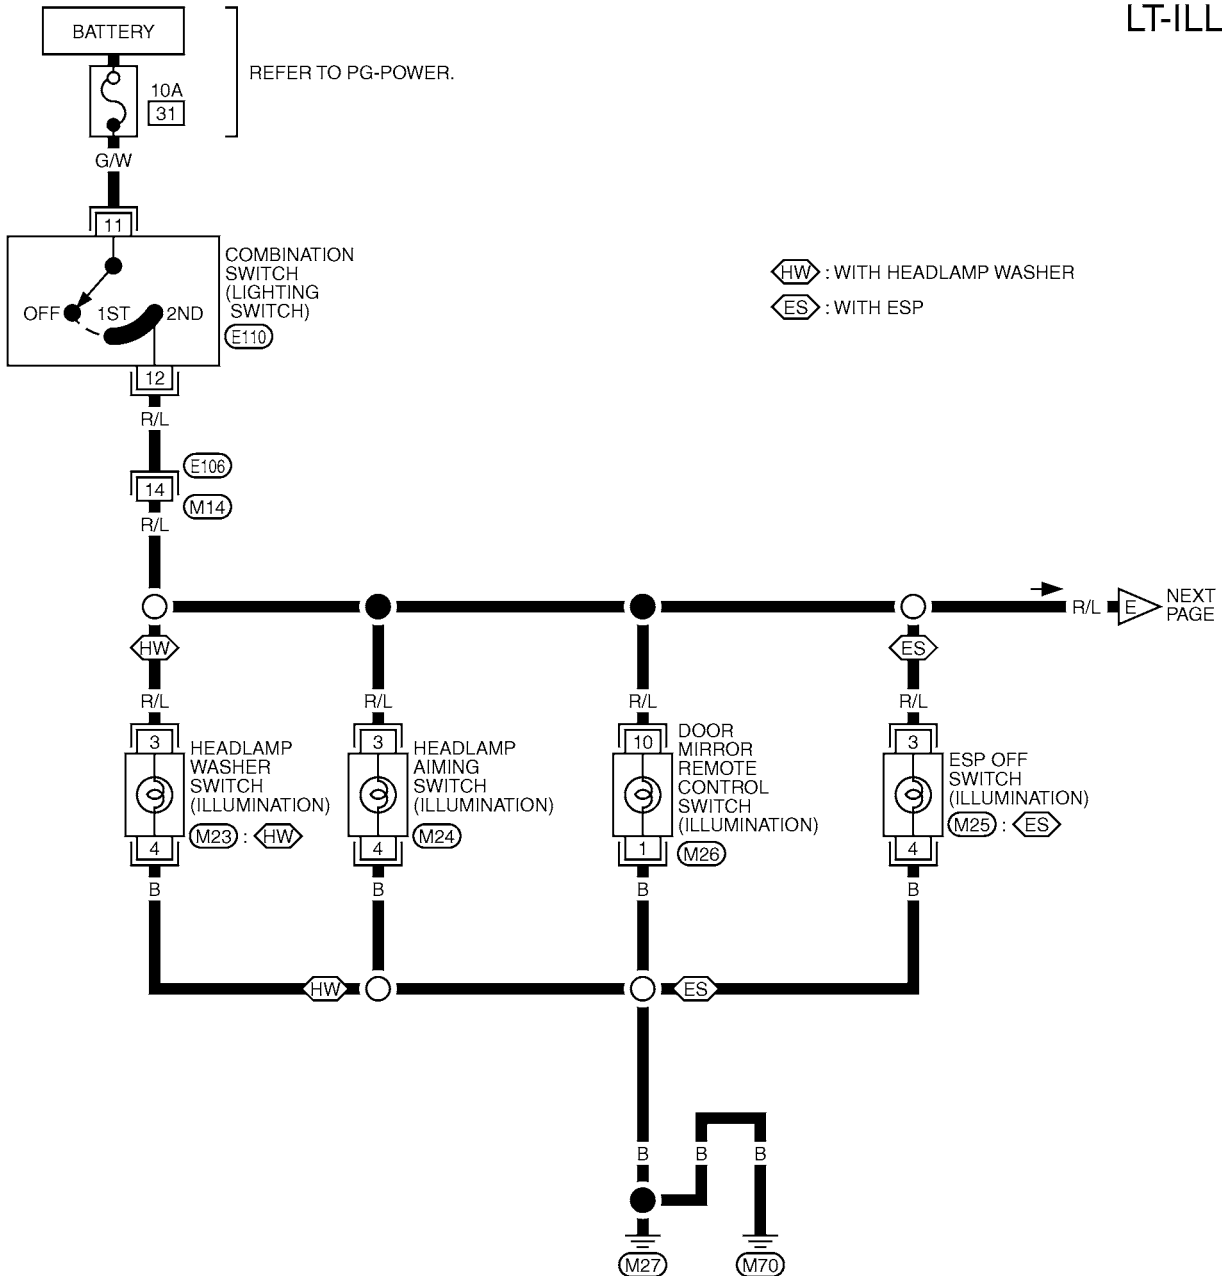 LT-ILL
BATTERY
REFER TO PG-POWER.
10A
31
G/W
11
COMBINATION
SWITCH
(LIGHTING
SWITCH)
E110
OFF 1ST 2ND
12
HW : WITH HEADLAMP WASHER
ES : WITH ESP
R/L
E106
14
M14
R/L
R/L E NEXT
PAGE
HW
ES
R/L
R/L
R/L
R/L
3
HEADLAMP
WASHER
SWITCH
(ILLUMINATION)
M23 : HW
4
3
HEADLAMP
AIMING
SWITCH
(ILLUMINATION)
M24
4
10
DOOR
MIRROR
REMOTE
CONTROL
SWITCH
(ILLUMINATION)
M26
1
3
ESP OFF
SWITCH
(ILLUMINATION)
M25 : ES
4
B
B
B
B
HW
ES
B
B
B
M27
M70